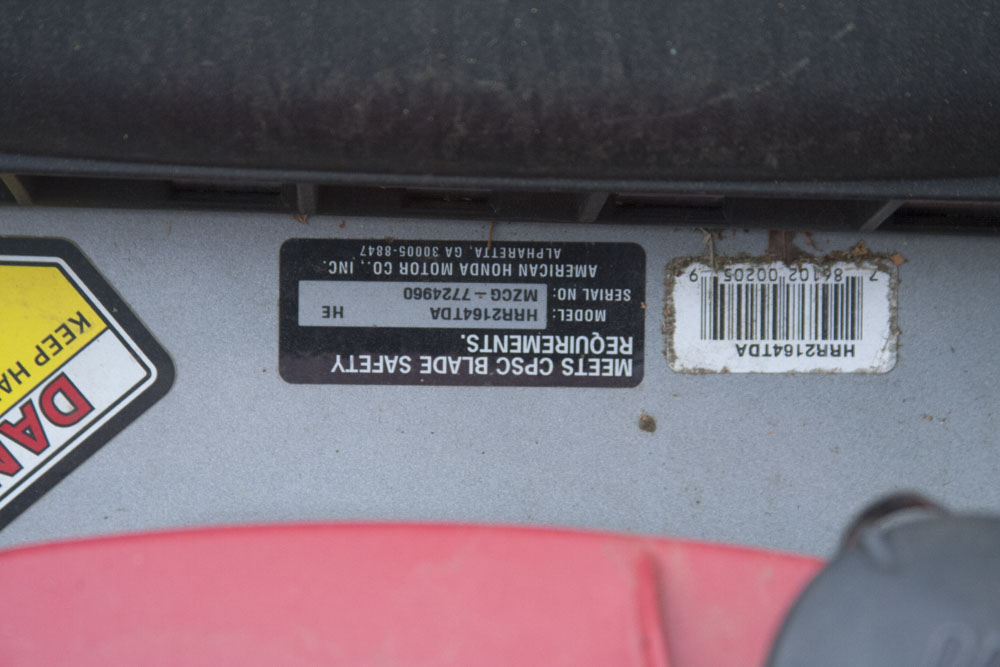 MEETS CPSC BLADE SAFETY
REQUIREMENTS.
MODEL: HRR2164TDA HE
SERIAL NO: MZCG-7724960
AMERICAN HONDA MOTOR CO., INC.
ALPHARETTA, GA 30005-8847
HRR2164TDA
7 86102 00205 9
DAN
KEEP HA